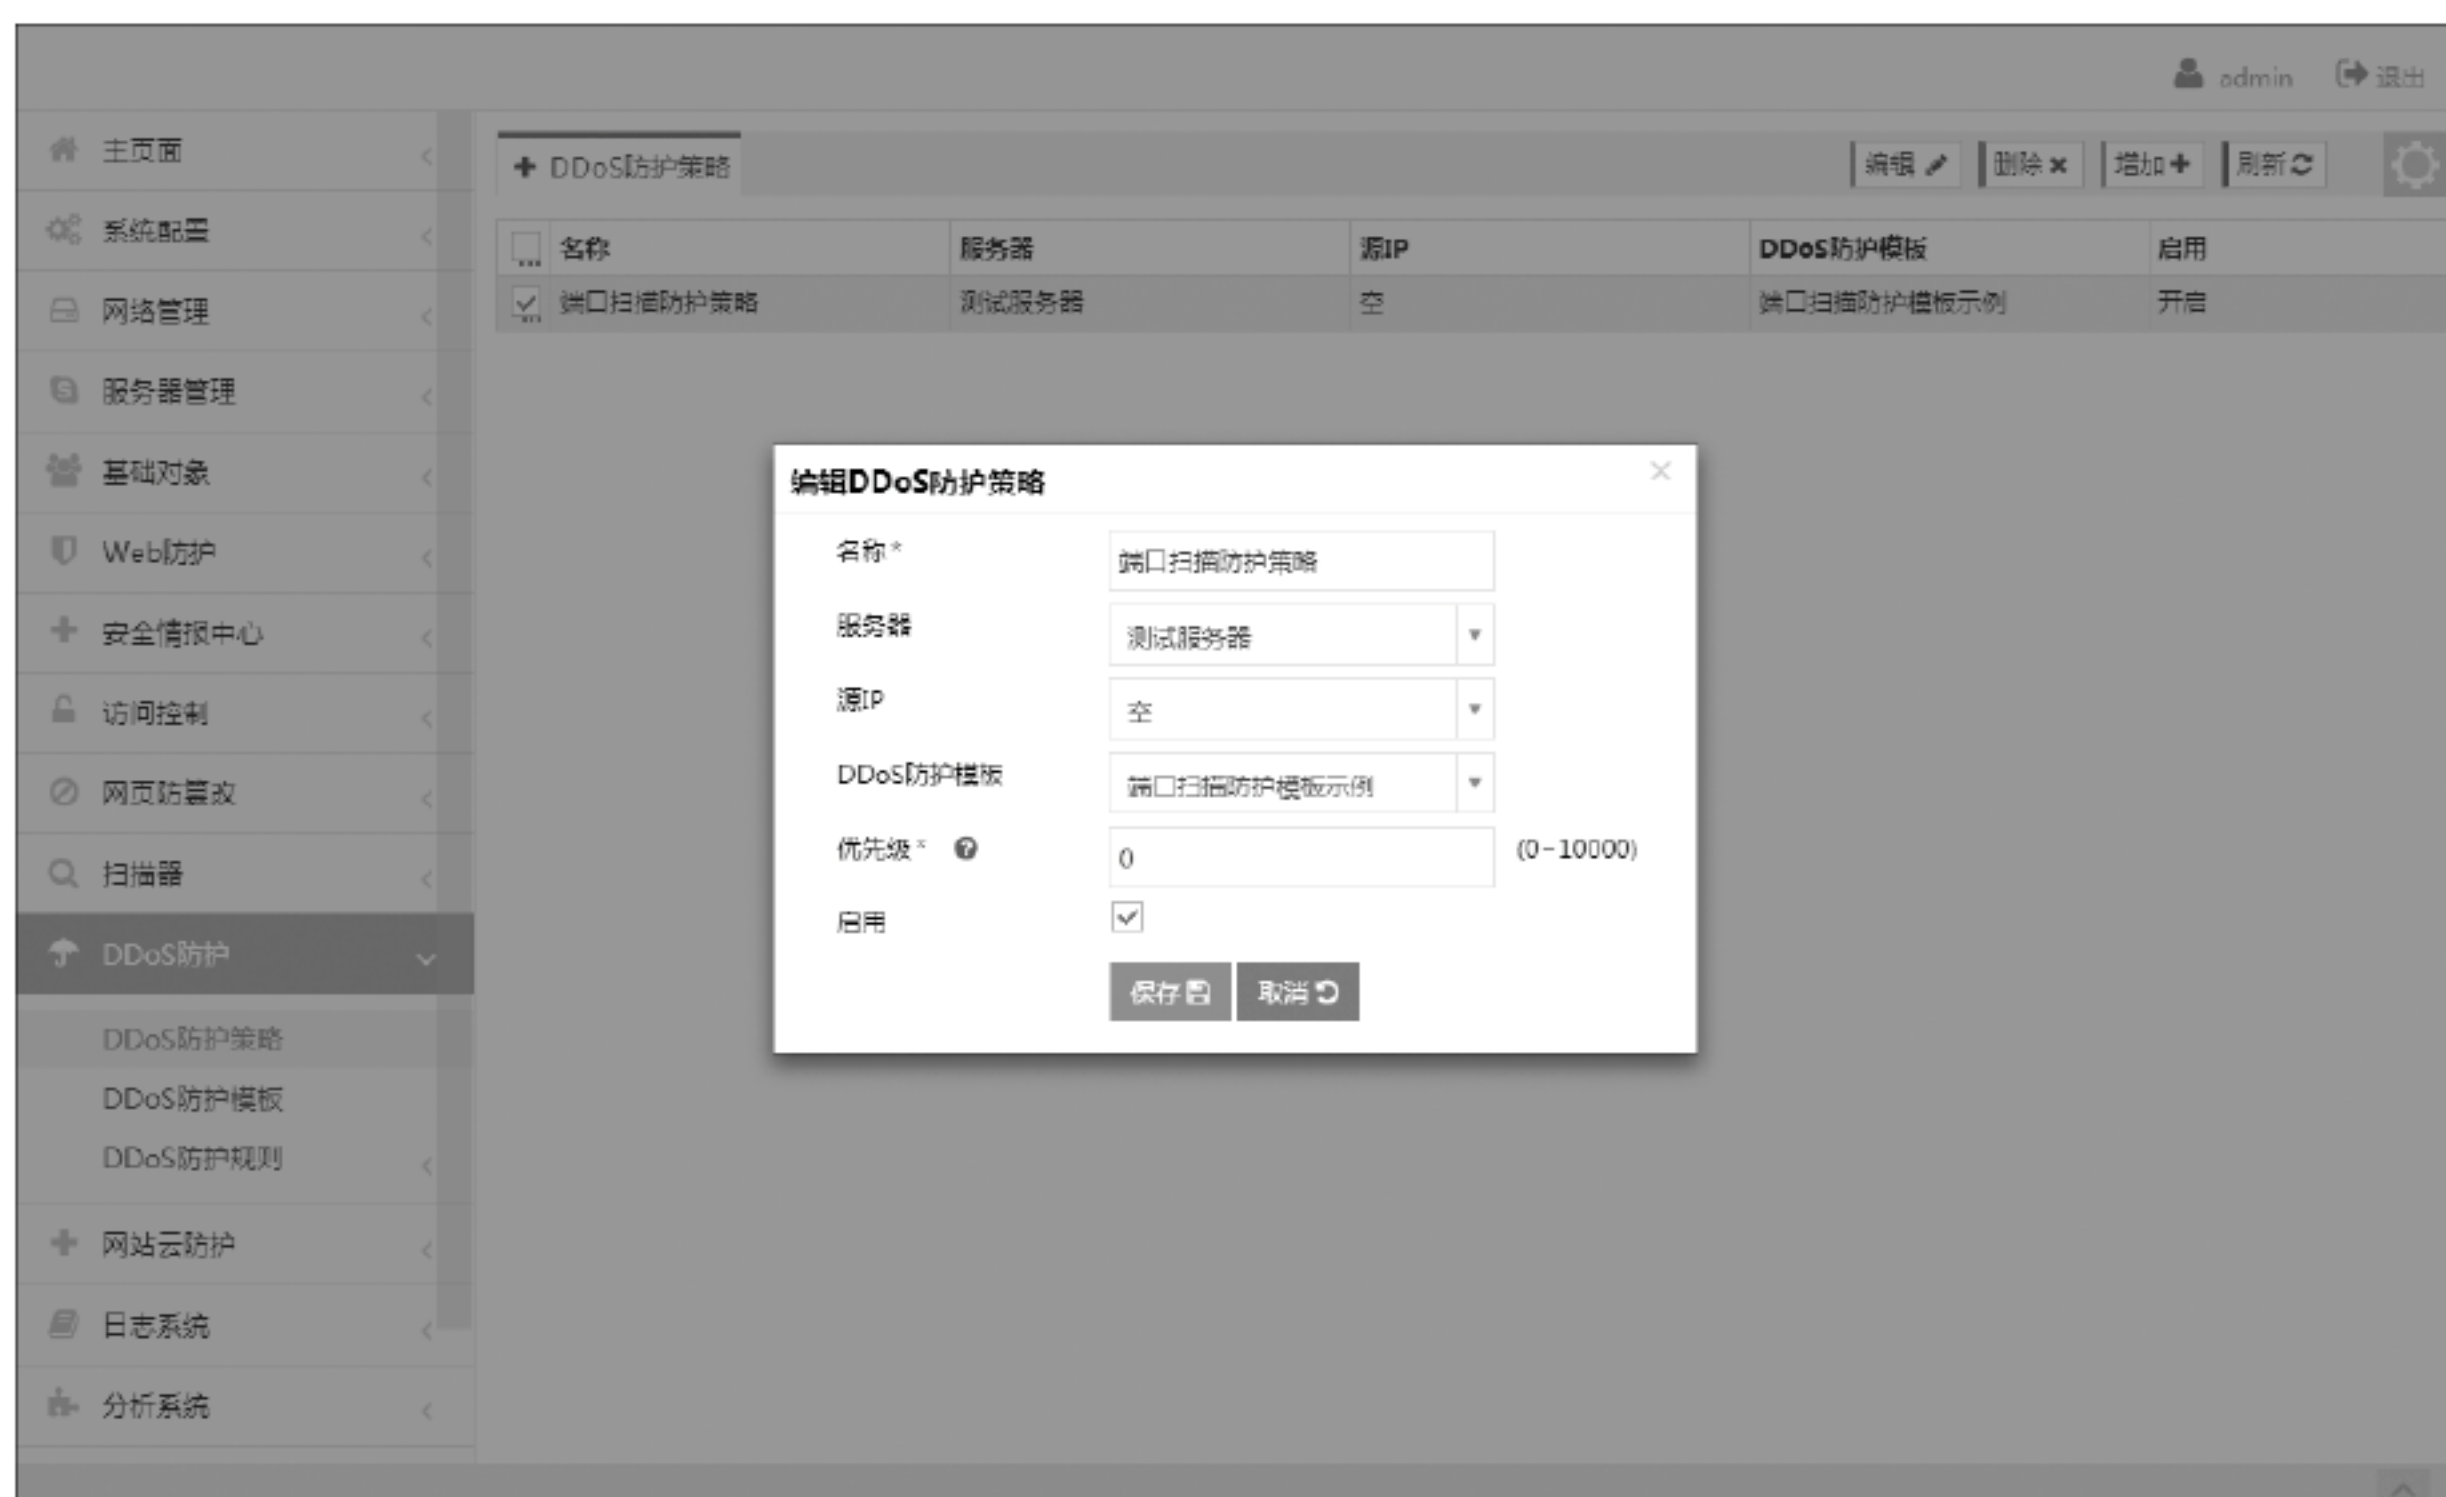 admin 退出
主页面
系统配置
网络管理
服务器管理
基础对象
Web防护
安全情报中心
访问控制
网页防篡改
扫描器
DDoS防护
DDoS防护策略
DDoS防护模板
DDoS防护规则
网站云防护
日志系统
分析系统
DDoS防护策略
编辑 删除 增加 刷新
名称 服务器 源IP DDoS防护模板 启用
端口扫描防护策略 测试服务器 空 端口扫描防护模板示例 开启
编辑DDoS防护策略
名称* 端口扫描防护策略
服务器 测试服务器
源IP 空
DDoS防护模板 端口扫描防护模板示例
优先级* 0 (0-10000)
启用
保存 取消